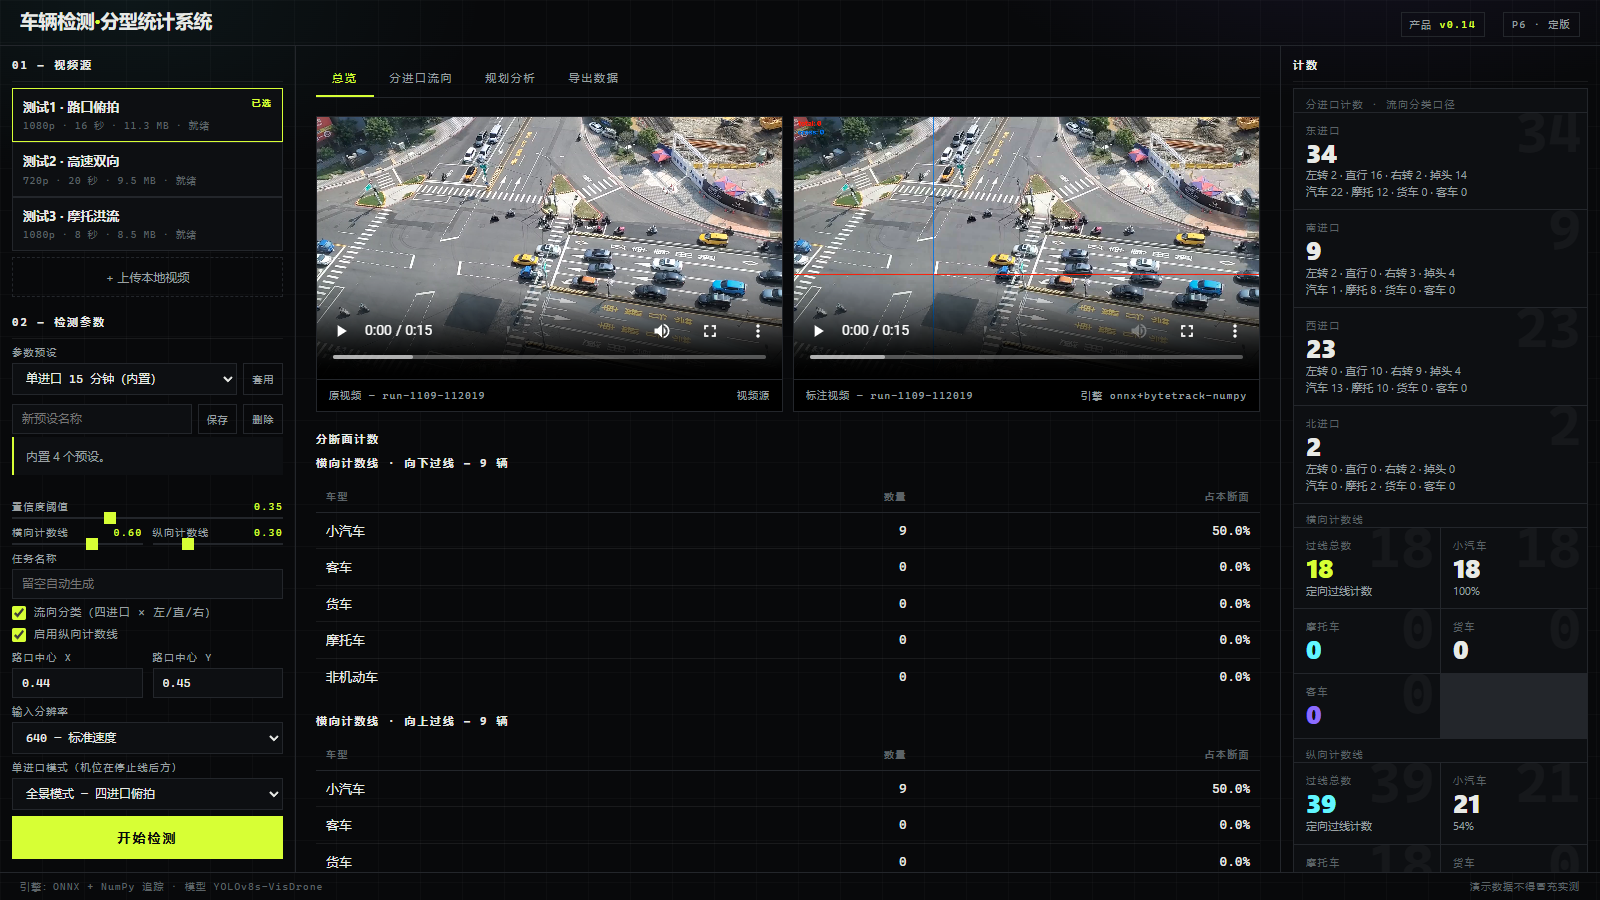 车辆检测·分型统计系统
产品 v0.14
P6 · 定版
01 — 视频源
测试1 · 路口俯拍
已选
1080p · 16 秒 · 11.3 MB · 就绪
测试2 · 高速双向
720p · 20 秒 · 9.5 MB · 就绪
测试3 · 摩托洪流
1080p · 8 秒 · 8.5 MB · 就绪
+ 上传本地视频
02 — 检测参数
参数预设
单进口 15 分钟 (内置)
套用
新预设名称
保存
删除
内置 4 个预设。
置信度阈值
0.35
横向计数线
0.60
纵向计数线
0.30
任务名称
留空自动生成
流向分类 (四进口 × 左/直/右)
启用纵向计数线
路口中心 X
路口中心 Y
0.44
0.45
输入分辨率
640 — 标准速度
单进口模式 (机位在停止线后方)
全景模式 — 四进口俯拍
开始检测
总览
分进口流向
规划分析
导出数据
0:00 / 0:15
0:00 / 0:15
原视频 — run-1109-112019
视频源
标注视频 — run-1109-112019
引擎 onnx+bytetrack-numpy
分断面计数
横向计数线 · 向下过线 — 9 辆
车型
数量
占本断面
小汽车
9
50.0%
客车
0
0.0%
货车
0
0.0%
摩托车
0
0.0%
非机动车
0
0.0%
横向计数线 · 向上过线 — 9 辆
车型
数量
占本断面
小汽车
9
50.0%
客车
0
0.0%
货车
0
0.0%
计数
分进口计数 · 流向分类口径
东进口
34
34
左转 2 · 直行 16 · 右转 2 · 掉头 14
汽车 22 · 摩托 12 · 货车 0 · 客车 0
南进口
9
9
左转 2 · 直行 0 · 右转 3 · 掉头 4
汽车 1 · 摩托 8 · 货车 0 · 客车 0
西进口
23
23
左转 0 · 直行 10 · 右转 9 · 掉头 4
汽车 13 · 摩托 10 · 货车 0 · 客车 0
北进口
2
2
左转 0 · 直行 0 · 右转 2 · 掉头 0
汽车 0 · 摩托 2 · 货车 0 · 客车 0
横向计数线
过线总数
18
18
定向过线计数
小汽车
18
18
100%
摩托车
0
0
货车
0
0
客车
0
0
纵向计数线
过线总数
39
39
定向过线计数
小汽车
21
21
54%
摩托车
18
货车
0
引擎: ONNX + NumPy 追踪 · 模型 YOLOv8s-VisDrone
演示数据不得冒充实测